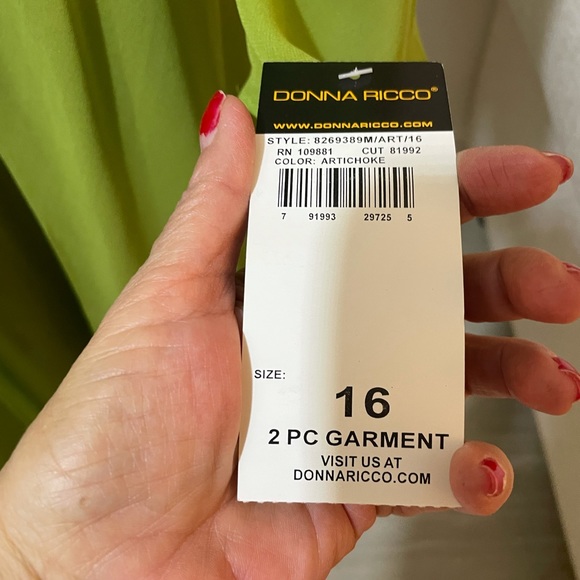 DONNA RICCO®
WWW.DONNARICCO.COM
STYLE: 8269389M/ART/16
RN 109881 CUT 81992
COLOR: ARTICHOKE
7 91993 29725 5
SIZE:
16
2 PC GARMENT
VISIT US AT
DONNARICCO.COM